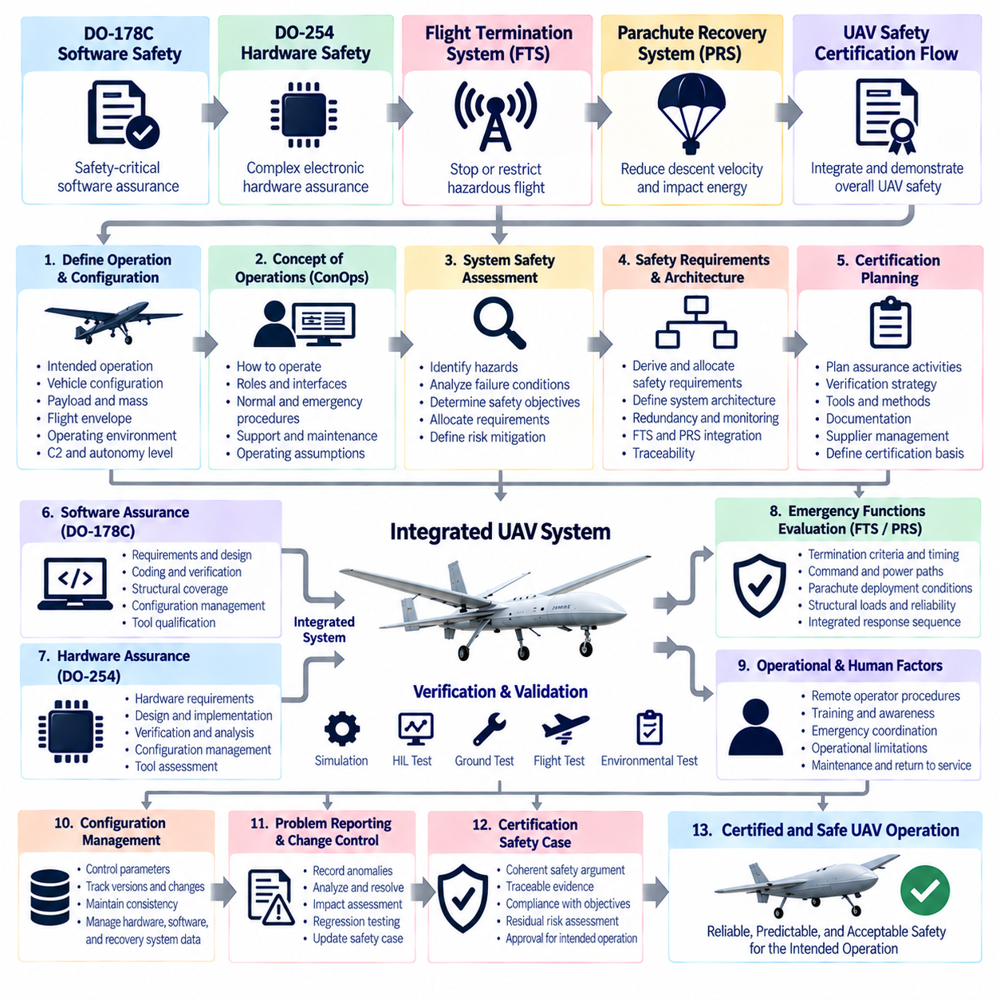 DO-178C
Software Safety
Safety-critical
software assurance
DO-254
Hardware Safety
Complex electronic
hardware assurance
Flight Termination
System (FTS)
Stop or restrict
hazardous flight
Parachute Recovery
System (PRS)
Reduce descent velocity
and impact energy
UAV Safety
Certification Flow
Integrate and demonstrate
overall UAV safety
1. Define Operation
& Configuration
• Intended operation
• Vehicle configuration
• Payload and mass
• Flight envelope
• Operating environment
• C2 and autonomy level
2. Concept of
Operations (ConOps)
• How to operate
• Roles and interfaces
• Normal and emergency
procedures
• Support and maintenance
• Operating assumptions
3. System Safety
Assessment
• Identify hazards
• Analyze failure conditions
• Determine safety objectives
• Allocate requirements
• Define risk mitigation
4. Safety Requirements
& Architecture
• Derive and allocate
safety requirements
• Define system architecture
• Redundancy and monitoring
• FTS and PRS integration
• Traceability
5. Certification
Planning
• Plan assurance activities
• Verification strategy
• Tools and methods
• Documentation
• Supplier management
• Define certification basis
6. Software Assurance
(DO-178C)
• Requirements and design
• Coding and verification
• Structural coverage
• Configuration management
• Tool qualification
7. Hardware Assurance
(DO-254)
• Hardware requirements
• Design and implementation
• Verification and analysis
• Configuration management
• Tool assessment
Integrated UAV System
Integrated
System
Verification & Validation
Simulation
HIL Test
Ground Test
Flight Test
Environmental Test
8. Emergency Functions
Evaluation (FTS / PRS)
• Termination criteria and timing
• Command and power paths
• Parachute deployment conditions
• Structural loads and reliability
• Integrated response sequence
9. Operational & Human Factors
• Remote operator procedures
• Training and awareness
• Emergency coordination
• Operational limitations
• Maintenance and return to service
10. Configuration
Management
• Control parameters
• Track versions and changes
• Maintain consistency
• Manage hardware, software,
and recovery system data
11. Problem Reporting
& Change Control
• Record anomalies
• Analyze and resolve
• Impact assessment
• Regression testing
• Update safety case
12. Certification
Safety Case
• Coherent safety argument
• Traceable evidence
• Compliance with objectives
• Residual risk assessment
• Approval for intended operation
13. Certified and Safe UAV Operation
Reliable, Predictable, and Acceptable Safety
for the Intended Operation